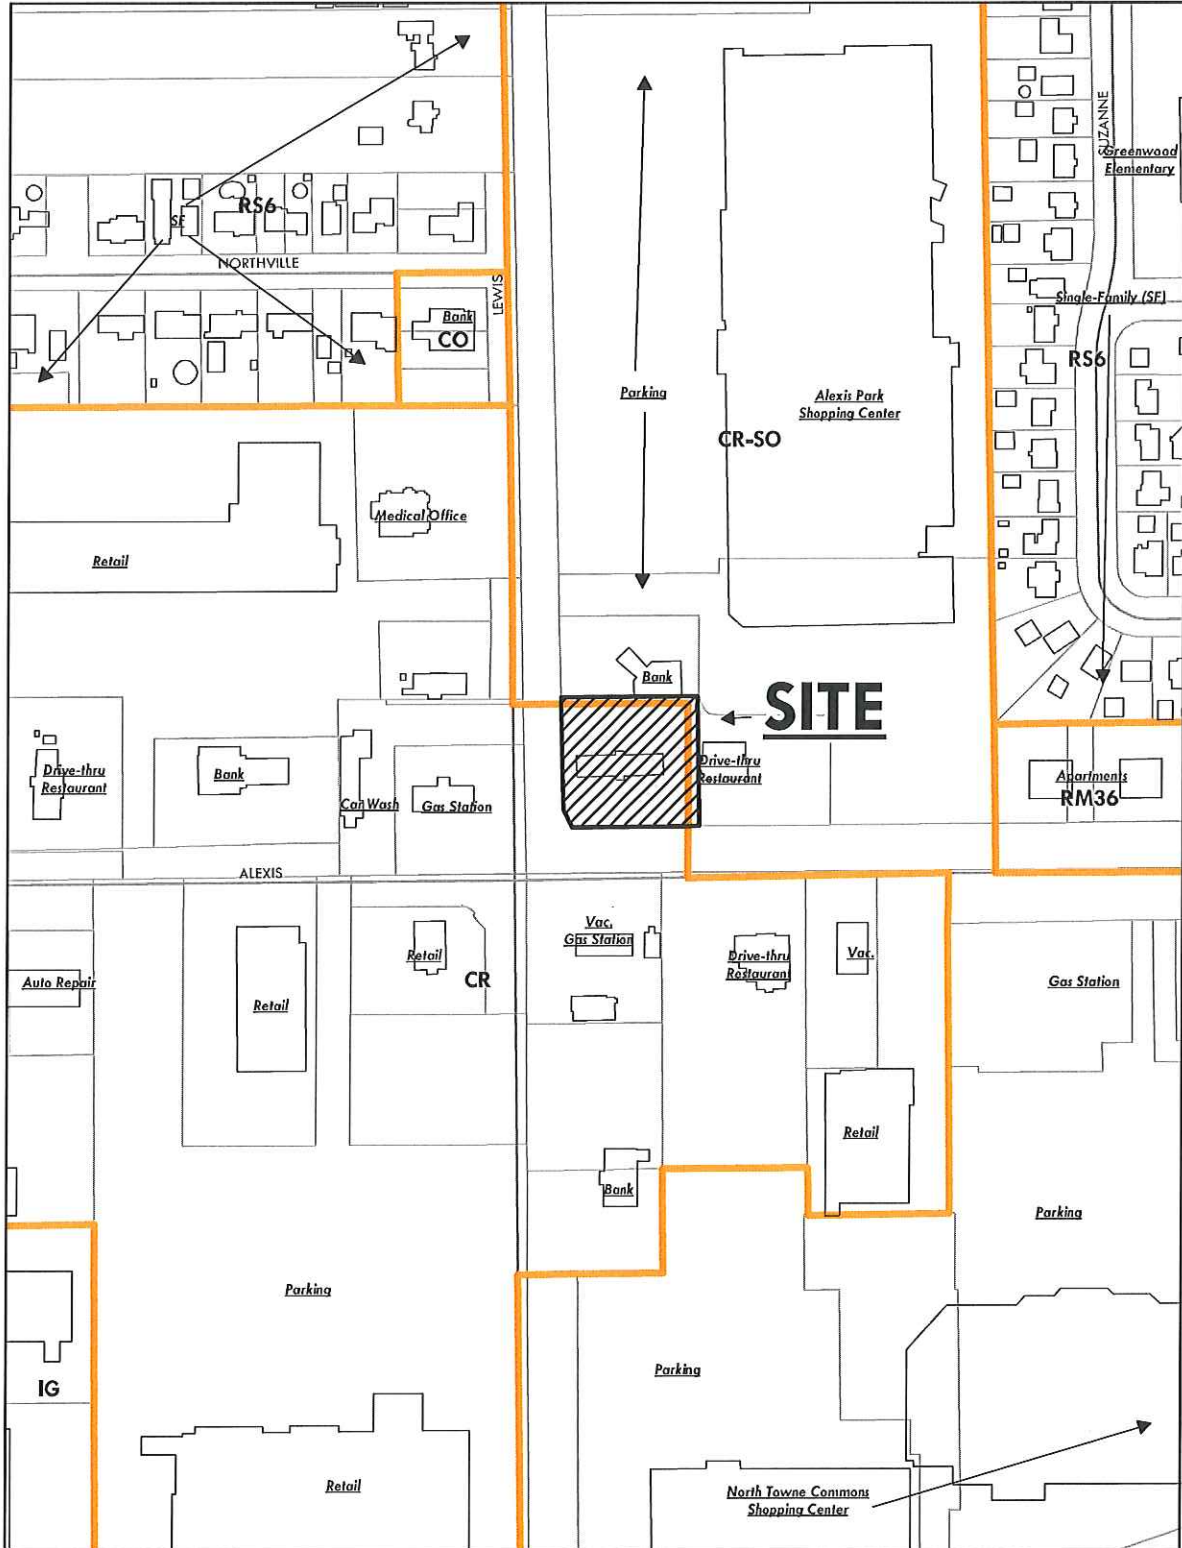 SUZANNE
Greenwood
Elementary
RS6
SF
NORTHVILLE
LEWIS
Single-Family (SF)
Bank
CO
RS6
Parking
Alexis Park
Shopping Center
CR-SO
Medical Office
Retail
Bank
SITE
Drive-thru
Restaurant
Bank
Car Wash
Gas Station
Drive-thru
Restaurant
Apartments
RM36
ALEXIS
Vac.
Gas Station
Retail
CR
Drive-thru
Restaurant
Vac.
Auto Repair
Retail
Gas Station
Retail
Bank
Parking
Parking
Parking
IG
Retail
North Towne Commons
Shopping Center